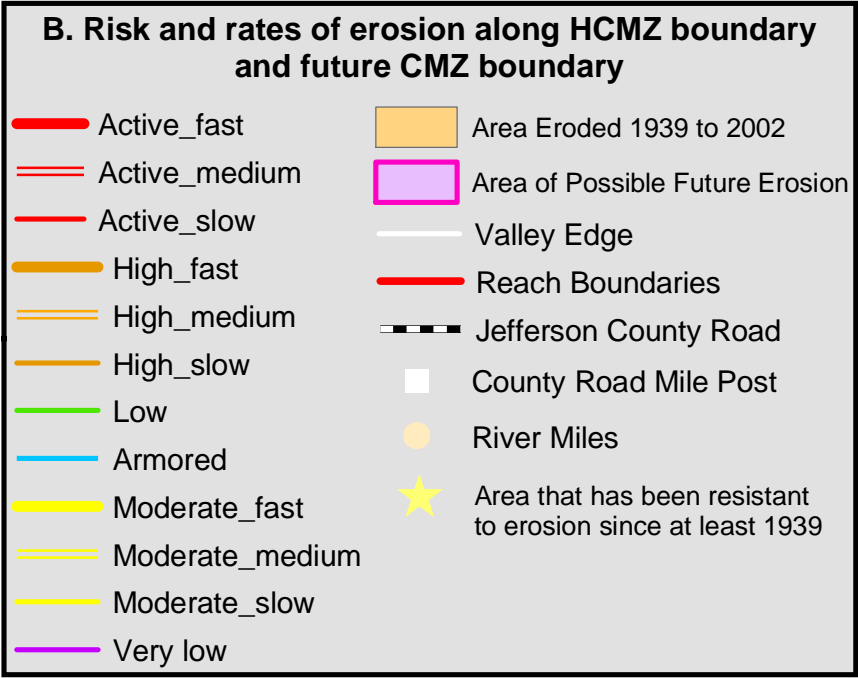 B. Risk and rates of erosion along HCMZ boundary
and future CMZ boundary
Active_fast
Active_medium
Active_slow
High_fast
High_medium
High_slow
Low
Armored
Moderate_fast
Moderate_medium
Moderate_slow
Very low
Area Eroded 1939 to 2002
Area of Possible Future Erosion
Valley Edge
Reach Boundaries
Jefferson County Road
County Road Mile Post
River Miles
Area that has been resistant
to erosion since at least 1939